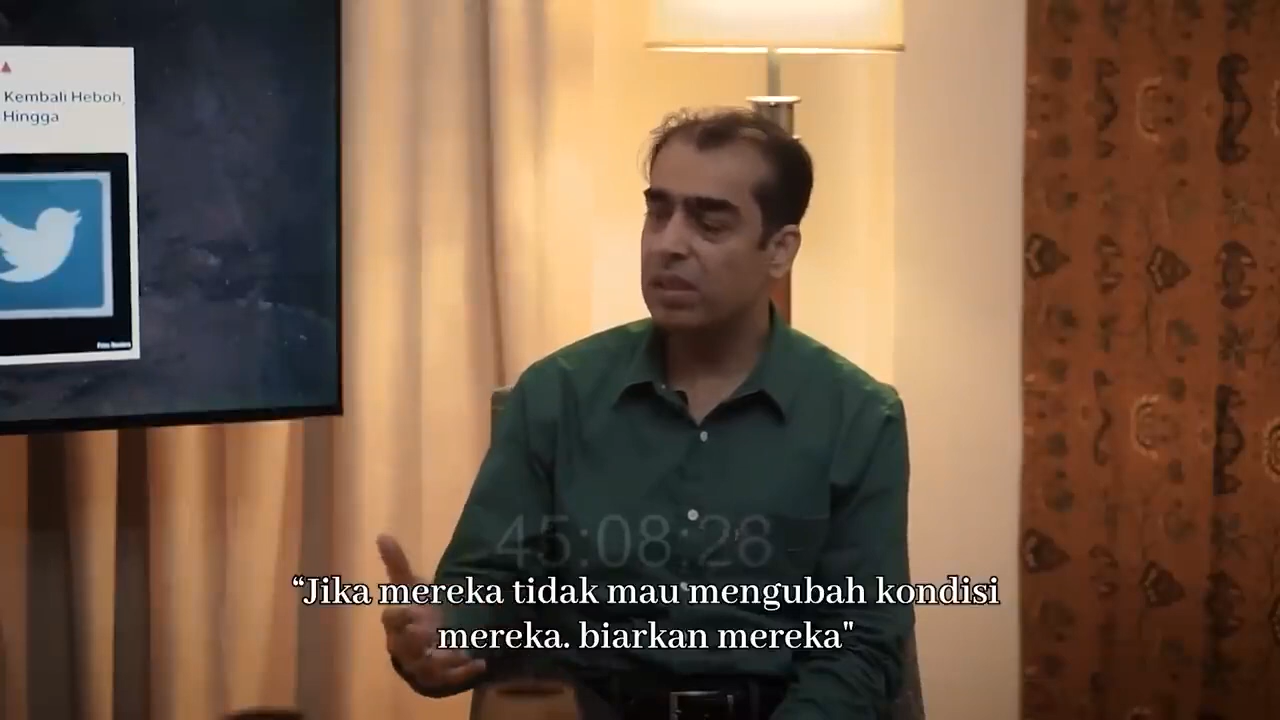 Kembali Heboh,
Hingga
45:08:28
“Jika mereka tidak mau mengubah kondisi
mereka. biarkan mereka"